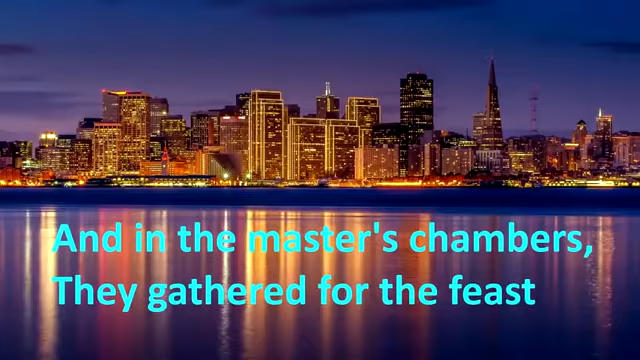 And in the master's chambers,
They gathered for the feast